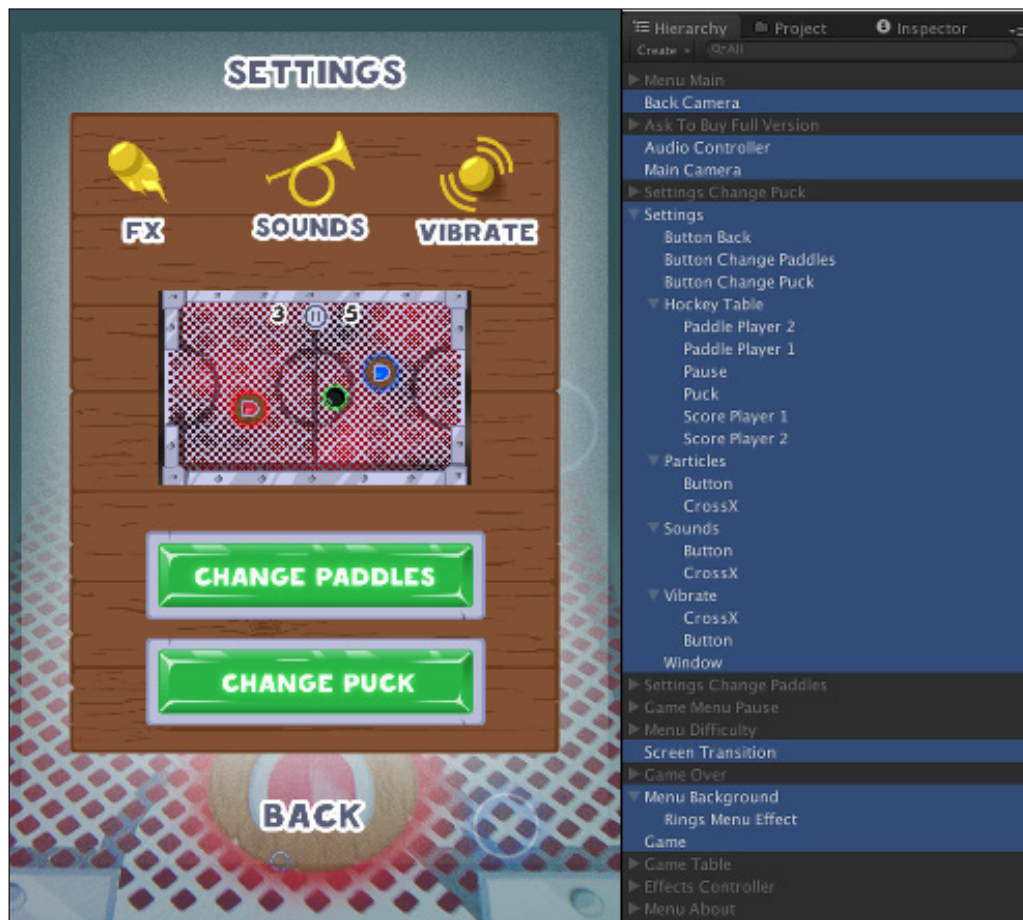 SETTINGS
FX
SOUNDS
VIBRATE
3 5
CHANGE PADDLES
CHANGE PUCK
BACK
Hierarchy Project Inspector
Create All
Menu Main
Back Camera
Ask To Buy Full Version
Audio Controller
Main Camera
Settings Change Puck
Settings
Button Back
Button Change Paddles
Button Change Puck
Hockey Table
Paddle Player 2
Paddle Player 1
Pause
Puck
Score Player 1
Score Player 2
Particles
Button
CrossX
Sounds
Button
CrossX
Vibrate
CrossX
Button
Window
Settings Change Paddles
Game Menu Pause
Menu Difficulty
Screen Transition
Game Over
Menu Background
Rings Menu Effect
Game
Game Table
Effects Controller
Menu About